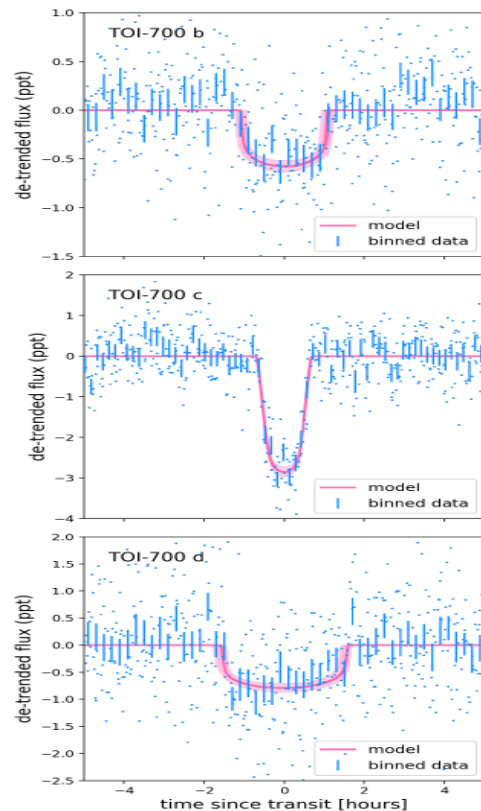 TOI-700 b
1.0
0.5
0.0
−0.5
−1.0
−1.5
de-trended flux (ppt)
model
binned data
TOI-700 c
2
1
0
−1
−2
−3
−4
de-trended flux (ppt)
model
binned data
TOI-700 d
2.0
1.5
1.0
0.5
0.0
−0.5
−1.0
−1.5
−2.0
−2.5
de-trended flux (ppt)
model
binned data
−4 −2 0 2 4
time since transit [hours]